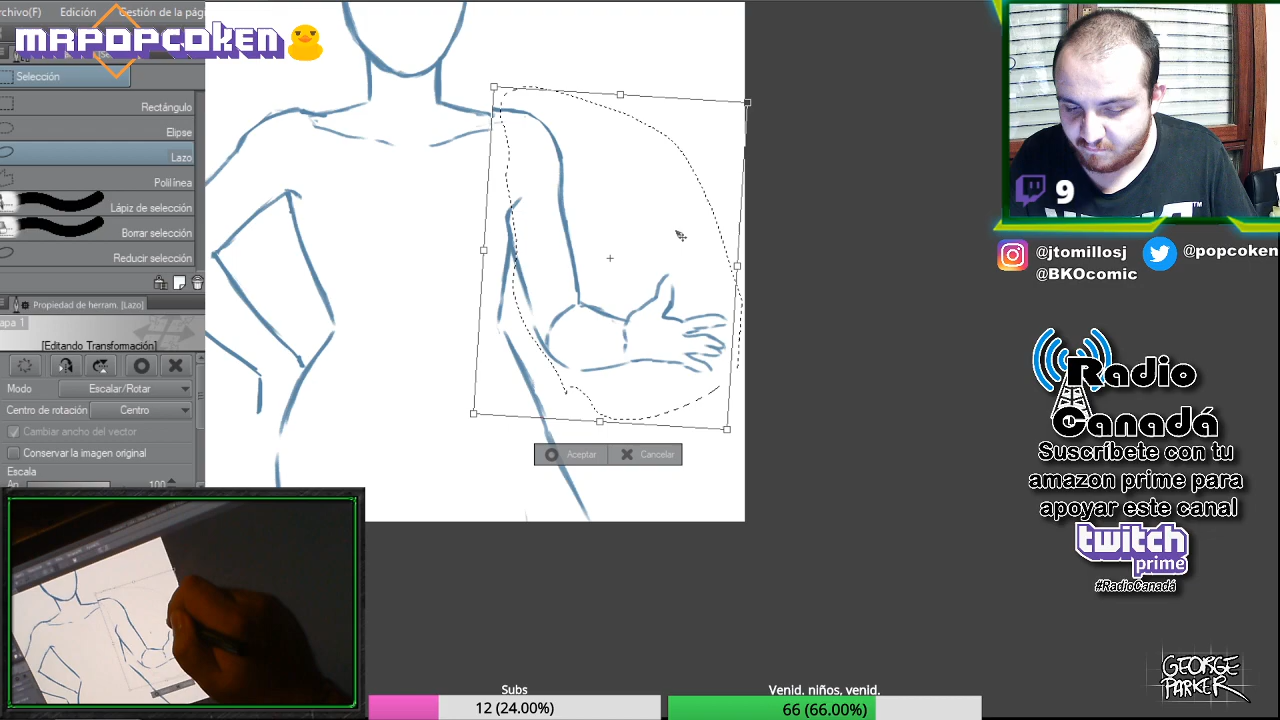 rchivo(F) Edición Gestión de la pág
MRPOPCOKEN
Selección
Rectángulo
Elipse
Lazo
Polilínea
Lápiz de selección
Borrar selección
Reducir selección
Propiedad de herram. [Lazo]
apa 1
[Editando Transformación]
Modo Escalar/Rotar
Centro de rotación Centro
Cambiar ancho del vector
Conservar la imagen original
Escala
An 100
Aceptar Cancelar
9
@jtomillosj @popcoken
@BKOcomic
Radio
Canadá
Suscríbete con tu
amazon prime para
apoyar este canal
twitch
prime
#RadioCanadá
GEORGE
PARKER
Subs
12 (24.00%)
Venid, niños, venid.
66 (66.00%)